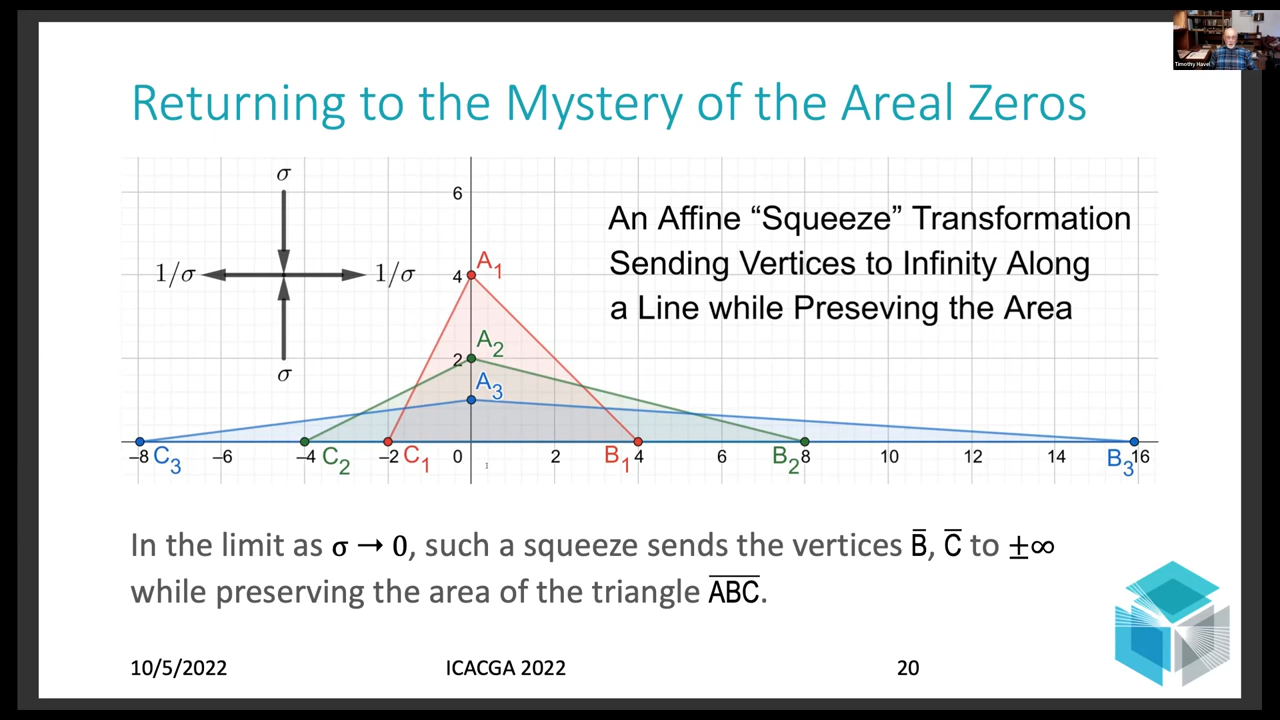 Timothy Havel
Returning to the Mystery of the Areal Zeros
σ
1/σ
1/σ
σ
An Affine “Squeeze” Transformation
Sending Vertices to Infinity Along
a Line while Preseving the Area
6
4
2
A₁
A₂
A₃
–8 C₃ –6 –4 C₂ –2 C₁ 0 2 B₁ 4 6 B₂ 8 10 12 14 B₃ 16
In the limit as σ → 0, such a squeeze sends the vertices B̅, C̅ to ±∞
while preserving the area of the triangle A̅B̅C̅.
10/5/2022 ICACGA 2022 20